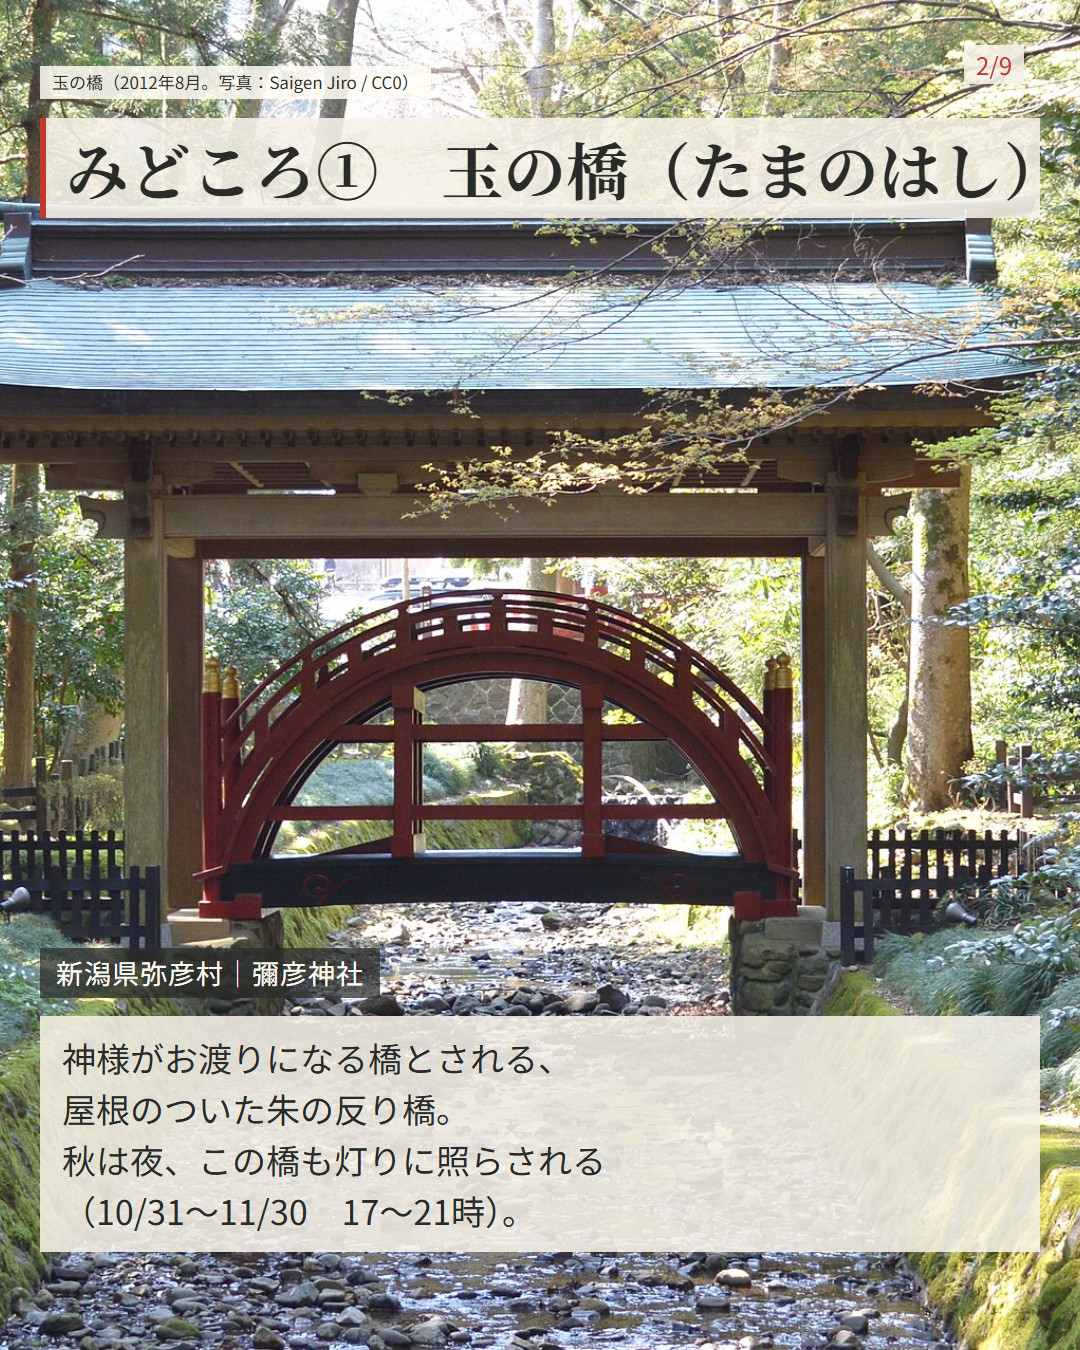 玉の橋（2012年8月。写真：Saigen Jiro / CC0）
2/9
みどころ①　玉の橋（たまのはし）
新潟県弥彦村｜彌彦神社
神様がお渡りになる橋とされる、
屋根のついた朱の反り橋。
秋は夜、この橋も灯りに照らされる
（10/31〜11/30　17〜21時）。